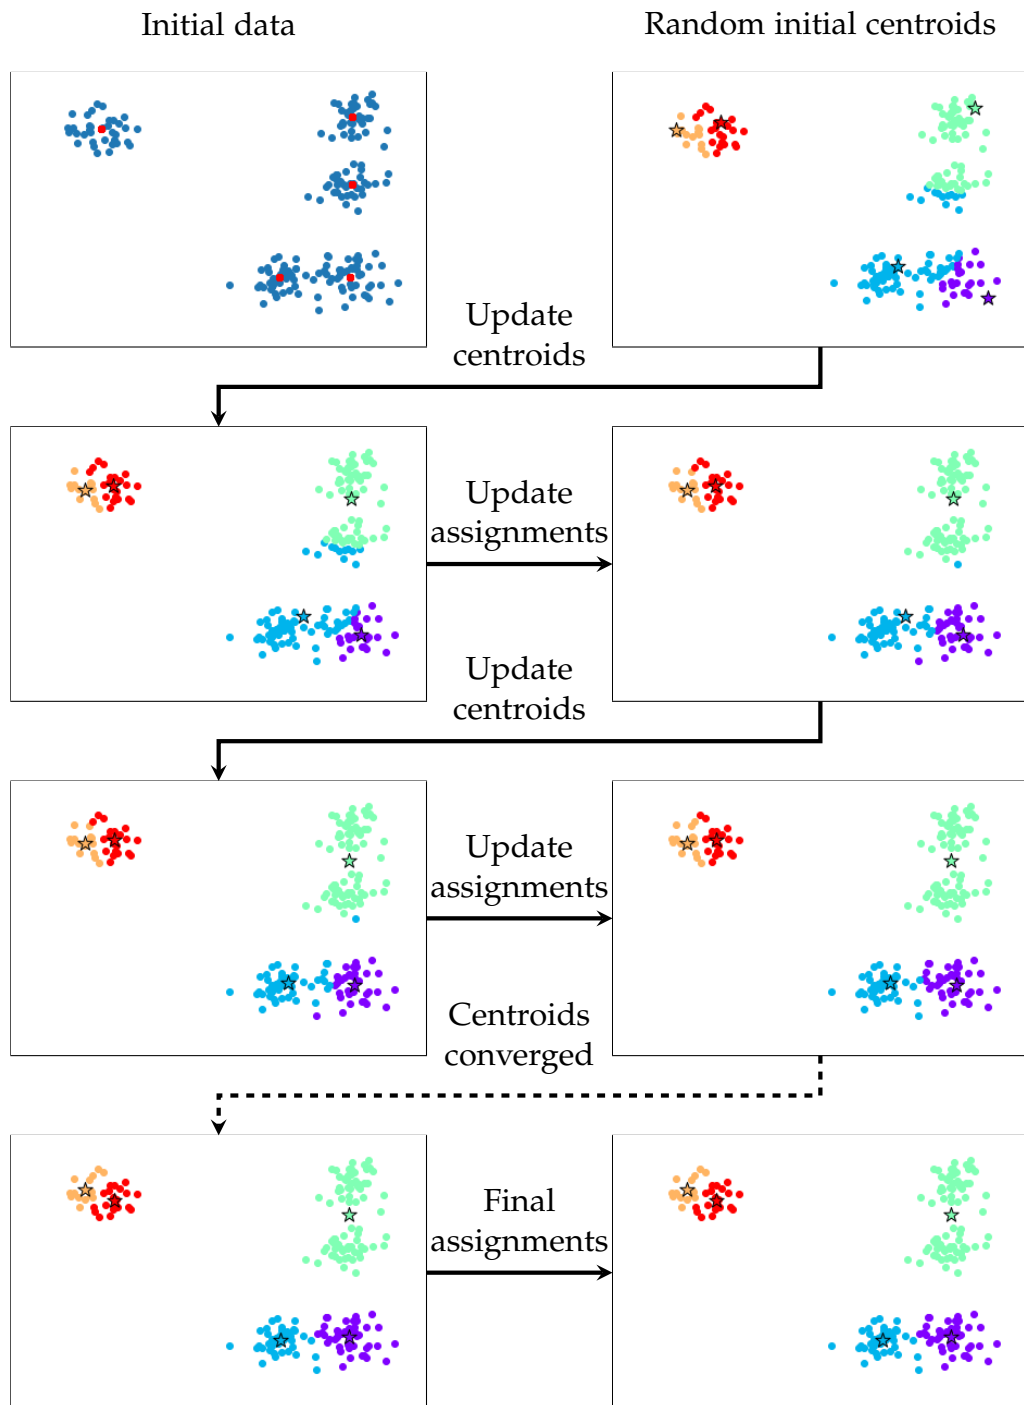 Initial data
Random initial centroids
Update
centroids
Update
assignments
Update
centroids
Update
assignments
Centroids
converged
Final
assignments